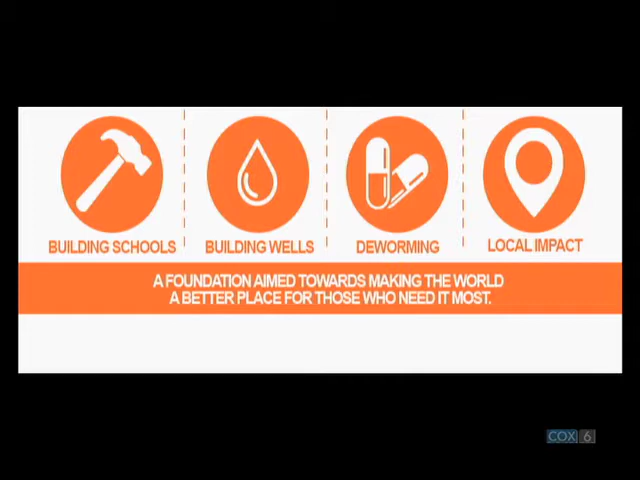 BUILDING SCHOOLS
BUILDING WELLS
DEWORMING
LOCAL IMPACT
A FOUNDATION AIMED TOWARDS MAKING THE WORLD
A BETTER PLACE FOR THOSE WHO NEED IT MOST.
COX 6